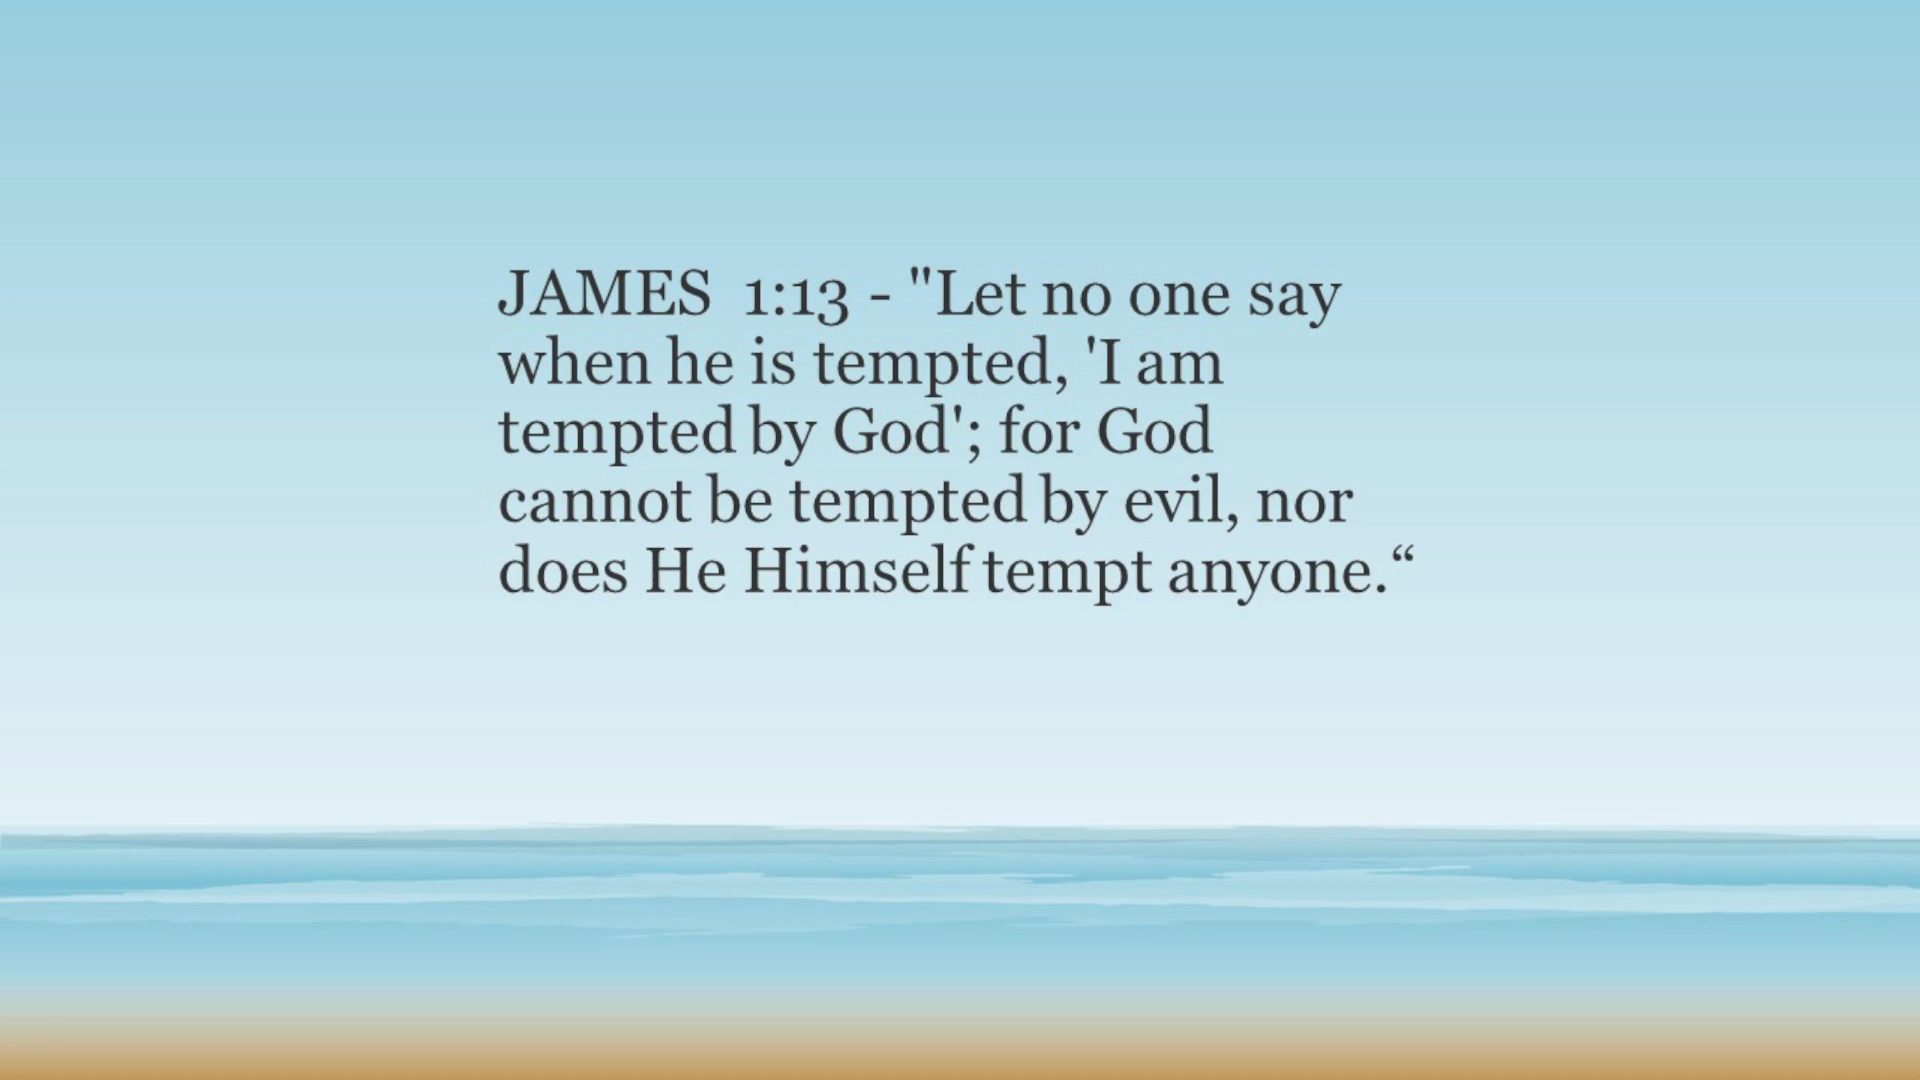 JAMES  1:13 - "Let no one say
when he is tempted, 'I am
tempted by God'; for God
cannot be tempted by evil, nor
does He Himself tempt anyone.“